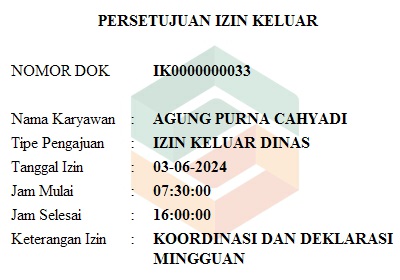 PERSETUJUAN IZIN KELUAR
NOMOR DOK IK0000000033
Nama Karyawan : AGUNG PURNA CAHYADI
Tipe Pengajuan : IZIN KELUAR DINAS
Tanggal Izin : 03-06-2024
Jam Mulai : 07:30:00
Jam Selesai : 16:00:00
Keterangan Izin : KOORDINASI DAN DEKLARASI
MINGGUAN